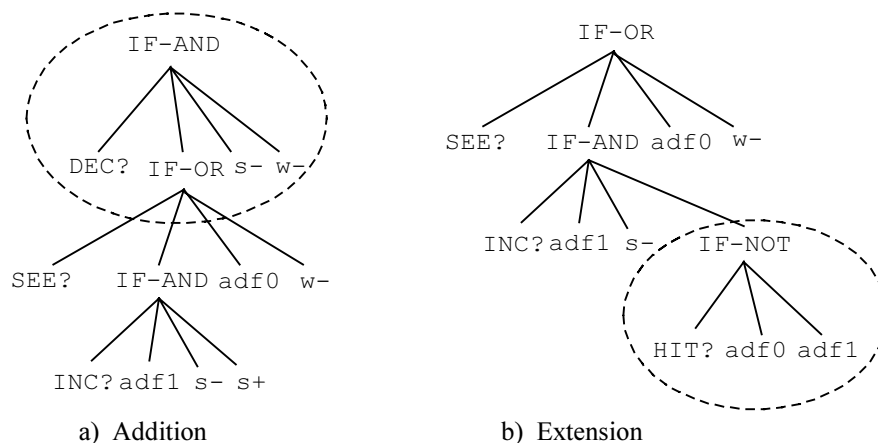 IF-AND
DEC? IF-OR s- w-
SEE? IF-AND adf0 w-
INC? adf1 s- s+
a) Addition
IF-OR
SEE? IF-AND adf0 w-
INC? adf1 s- IF-NOT
HIT? adf0 adf1
b) Extension